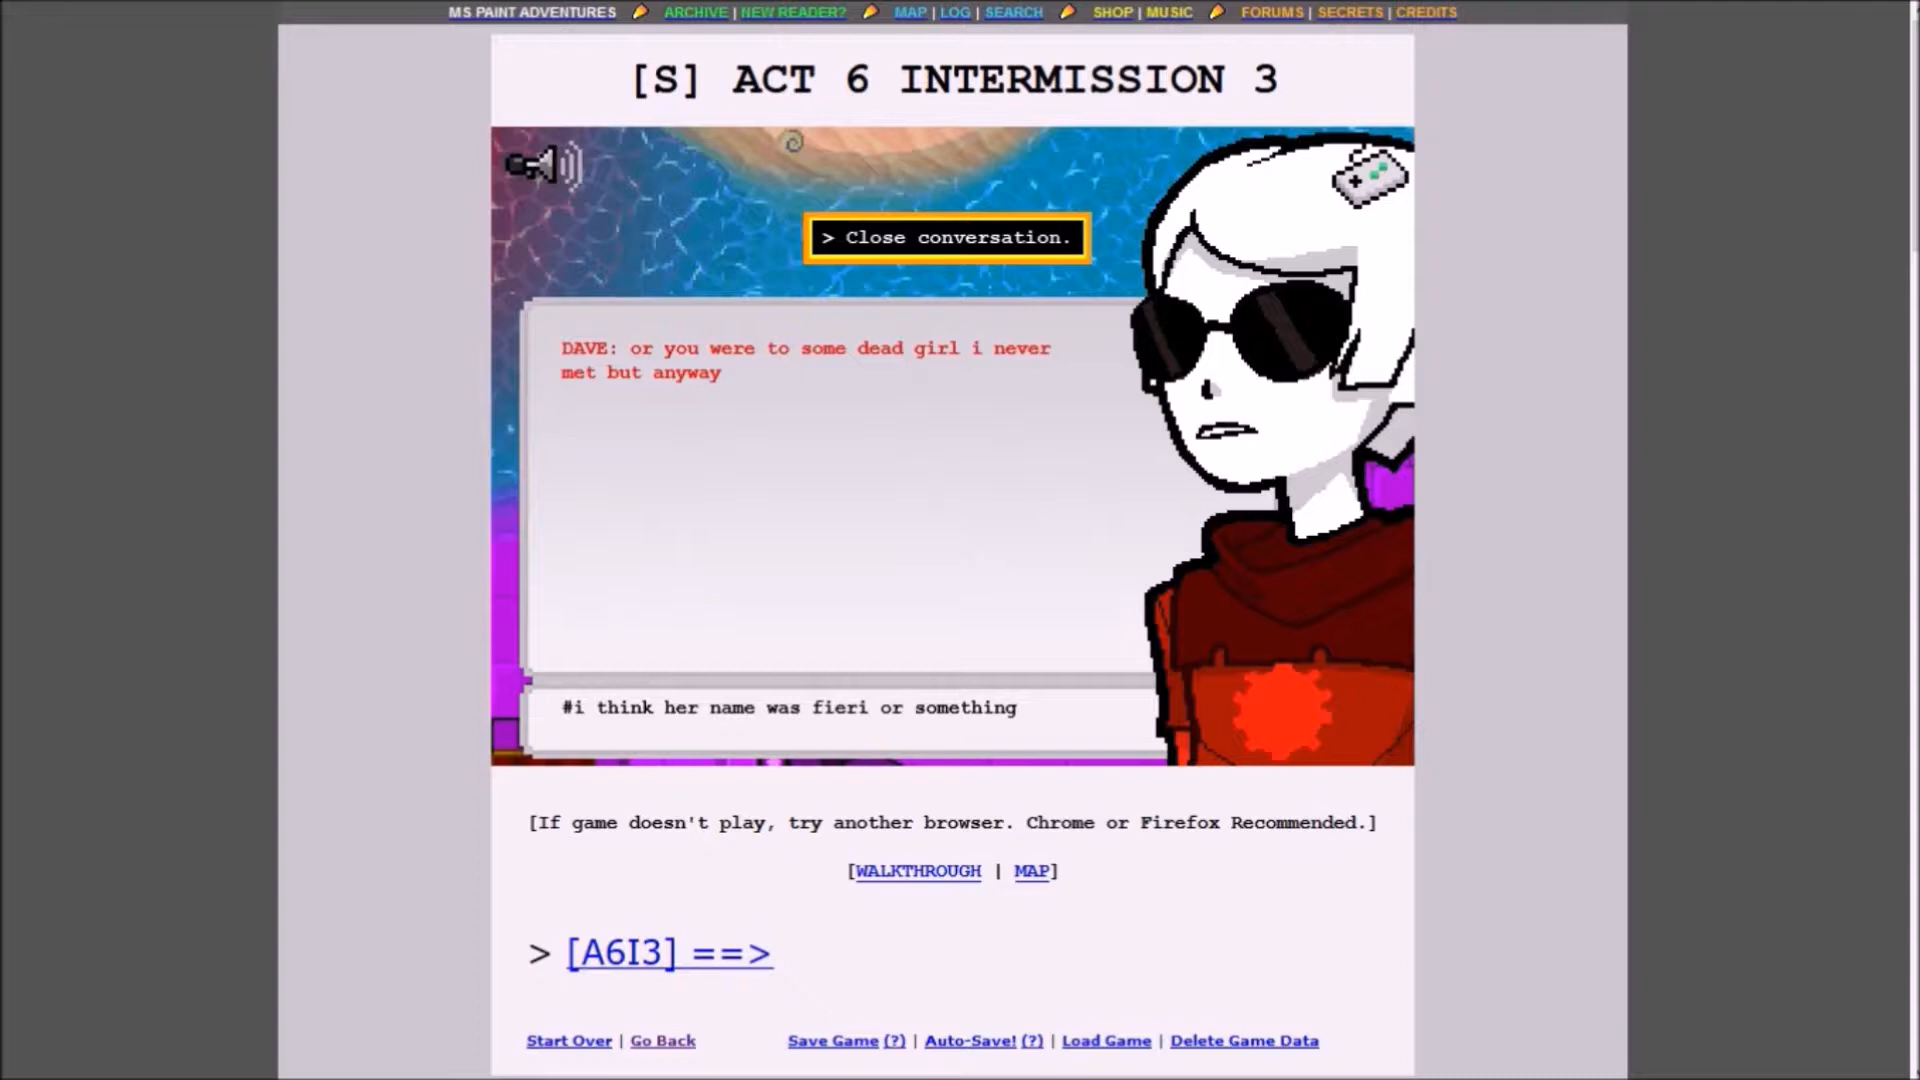 MS PAINT ADVENTURES ARCHIVE | NEW READER? MAP | LOG | SEARCH SHOP | MUSIC FORUMS | SECRETS | CREDITS
[S] ACT 6 INTERMISSION 3
> Close conversation.
DAVE: or you were to some dead girl i never
met but anyway
#i think her name was fieri or something
[If game doesn't play, try another browser. Chrome or Firefox Recommended.]
[WALKTHROUGH | MAP]
> [A6I3] ==>
Start Over | Go Back Save Game (?) | Auto-Save! (?) | Load Game | Delete Game Data